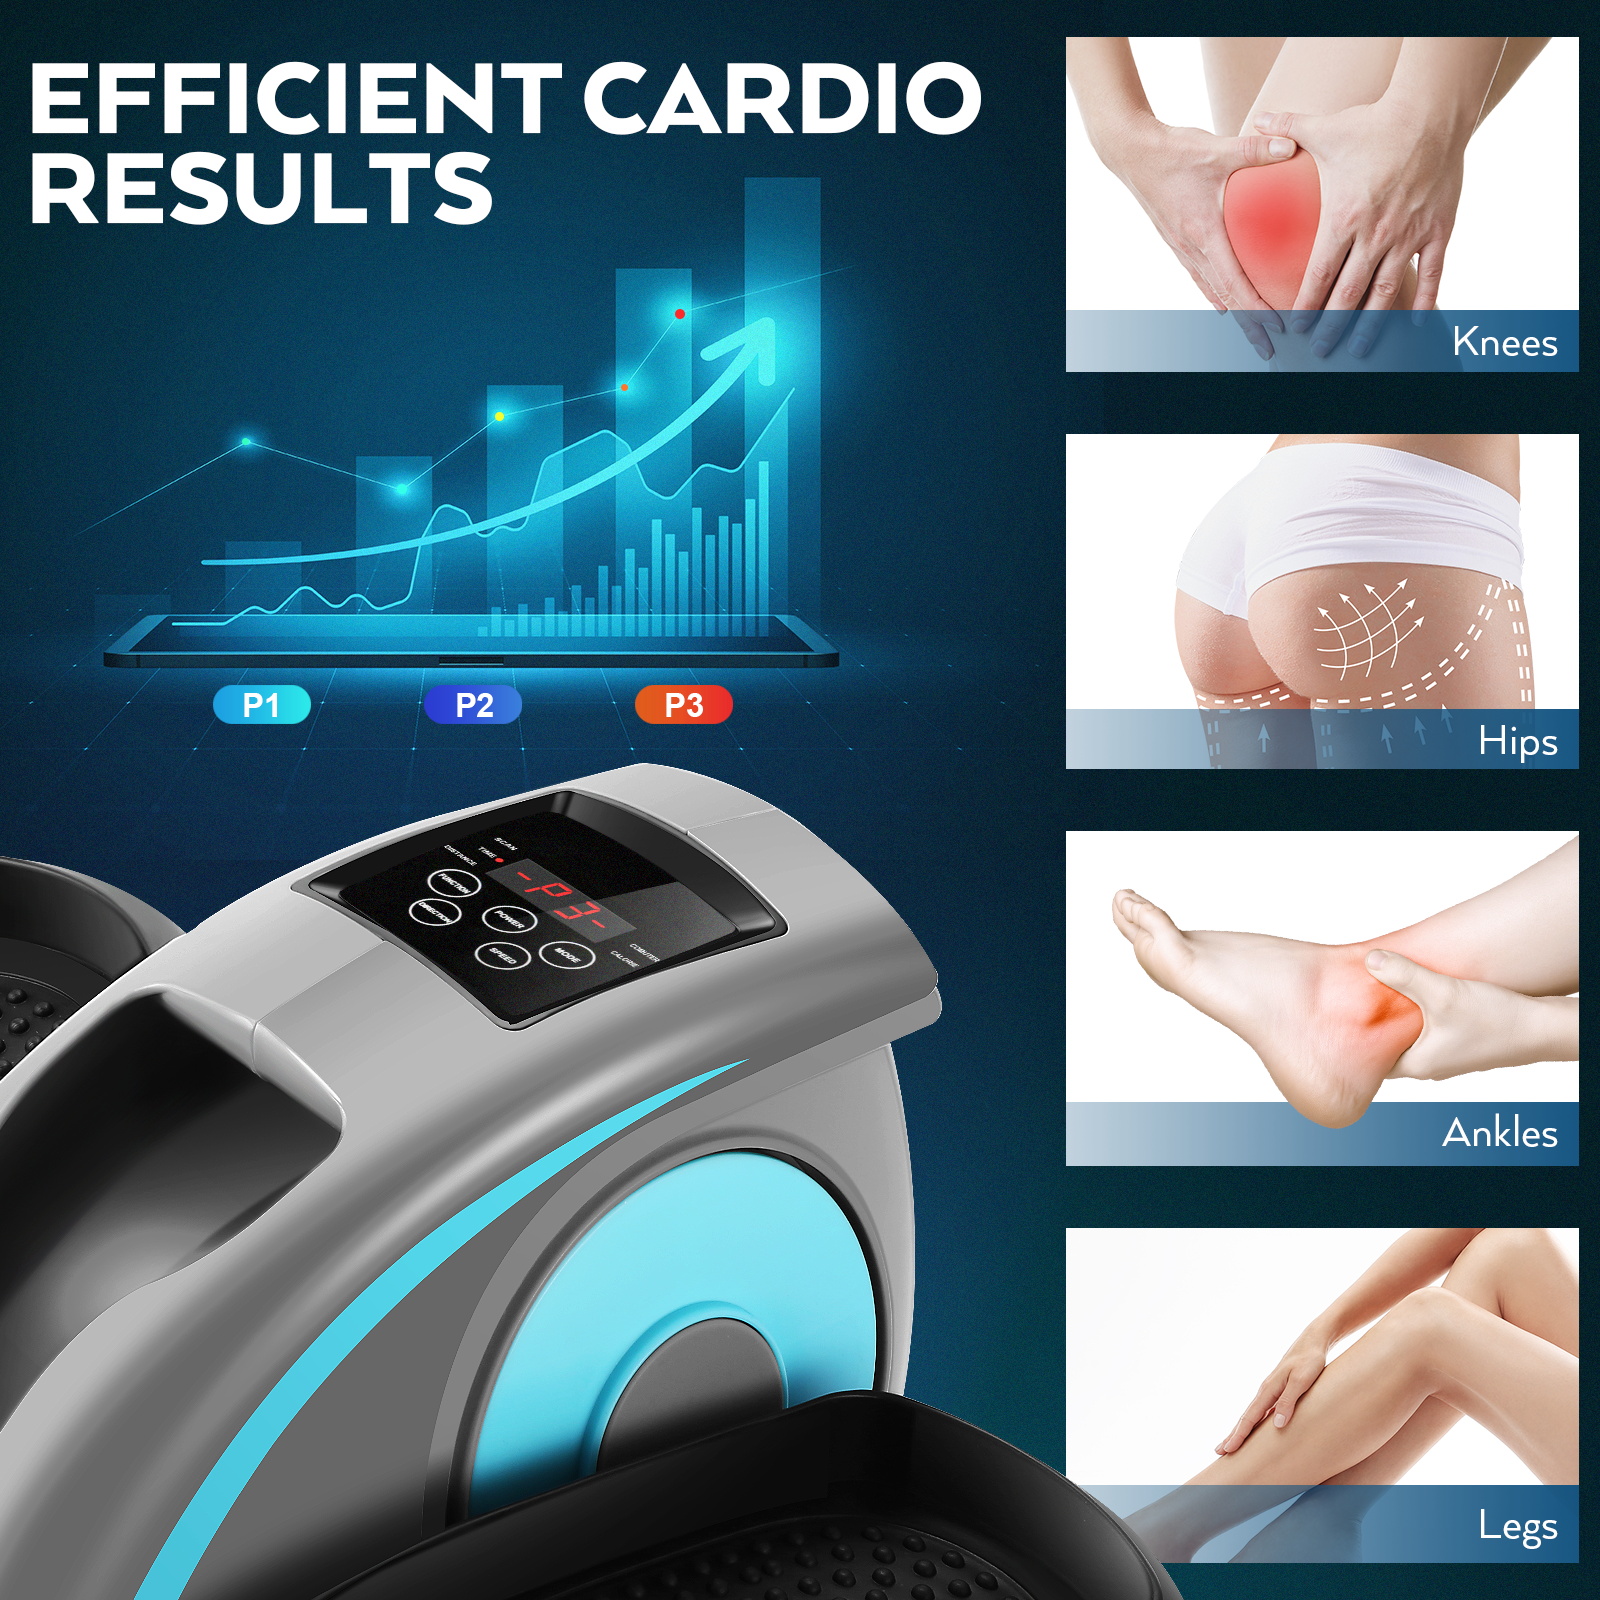 EFFICIENT CARDIO
RESULTS
P1
P2
P3
SCAN
TIME
DISTANCE
FUNCTION
DIRECTION
POWER
SPEED
MODE
-P3-
COUNTER
CALORIE
Knees
Hips
Ankles
Legs